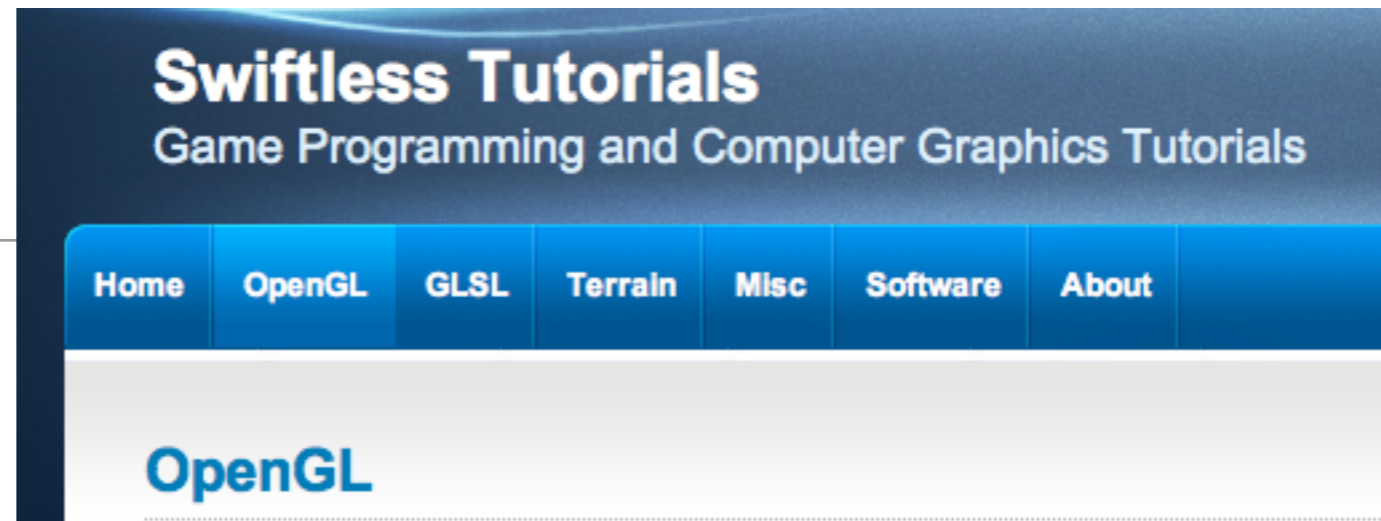 Swiftless Tutorials
Game Programming and Computer Graphics Tutorials
Home OpenGL GLSL Terrain Misc Software About
OpenGL